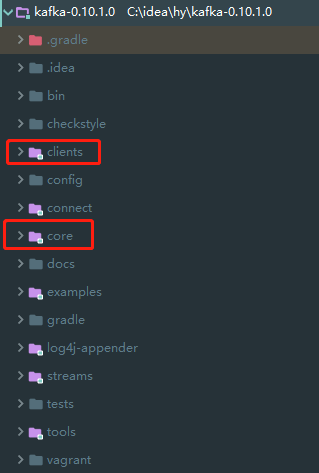 kafka-0.10.1.0 C:\idea\hy\kafka-0.10.1.0
.gradle
.idea
bin
checkstyle
clients
config
connect
core
docs
examples
gradle
log4j-appender
streams
tests
tools
vagrant